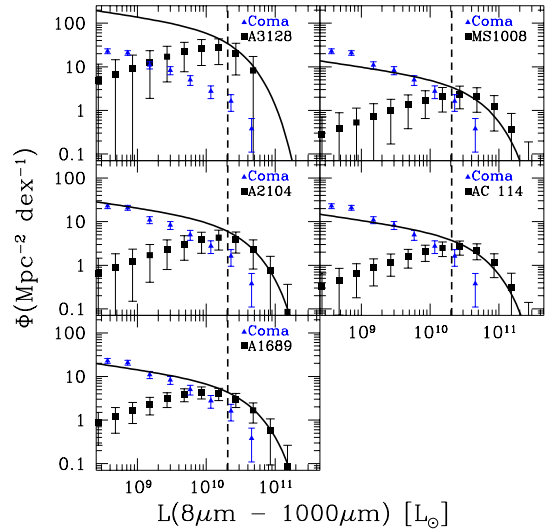 Coma
A3128
Coma
MS1008
100
10
1
0.1
Coma
A2104
Coma
AC 114
100
10
1
0.1
Coma
A1689
100
10
1
0.1
10⁹
10¹⁰
10¹¹
10⁹
10¹⁰
10¹¹
Φ(Mpc⁻² dex⁻¹)
L(8μm − 1000μm) [L⊙]